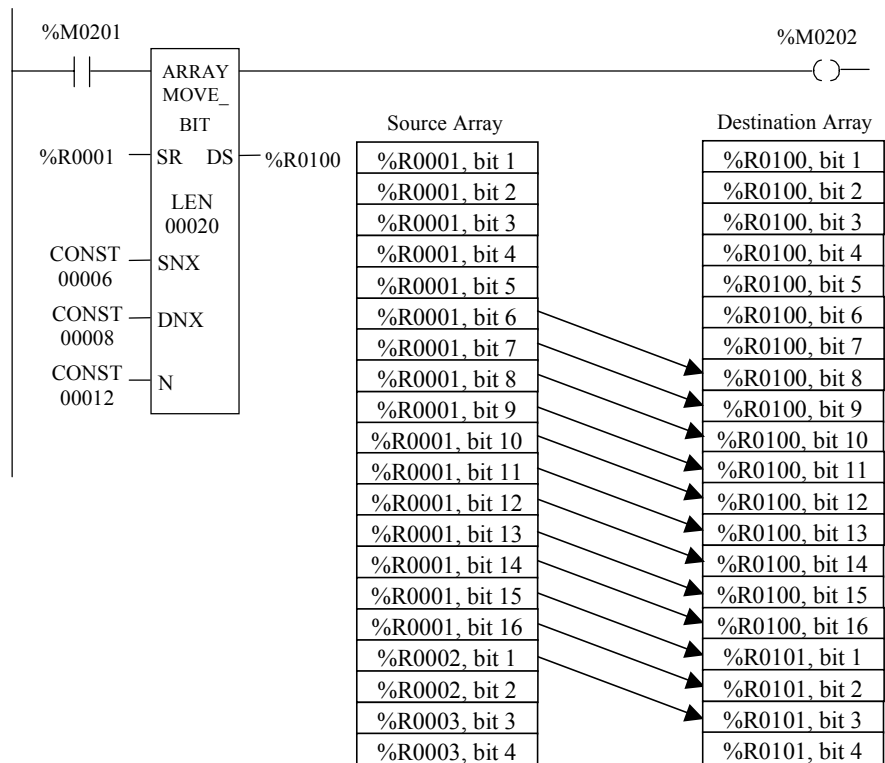 %M0201
%M0202
ARRAY
MOVE_
BIT
%R0001
SR DS
%R0100
LEN
00020
CONST
00006
SNX
CONST
00008
DNX
CONST
00012
N
Source Array
%R0001, bit 1
%R0001, bit 2
%R0001, bit 3
%R0001, bit 4
%R0001, bit 5
%R0001, bit 6
%R0001, bit 7
%R0001, bit 8
%R0001, bit 9
%R0001, bit 10
%R0001, bit 11
%R0001, bit 12
%R0001, bit 13
%R0001, bit 14
%R0001, bit 15
%R0001, bit 16
%R0002, bit 1
%R0002, bit 2
%R0003, bit 3
%R0003, bit 4
Destination Array
%R0100, bit 1
%R0100, bit 2
%R0100, bit 3
%R0100, bit 4
%R0100, bit 5
%R0100, bit 6
%R0100, bit 7
%R0100, bit 8
%R0100, bit 9
%R0100, bit 10
%R0100, bit 11
%R0100, bit 12
%R0100, bit 13
%R0100, bit 14
%R0100, bit 15
%R0100, bit 16
%R0101, bit 1
%R0101, bit 2
%R0101, bit 3
%R0101, bit 4